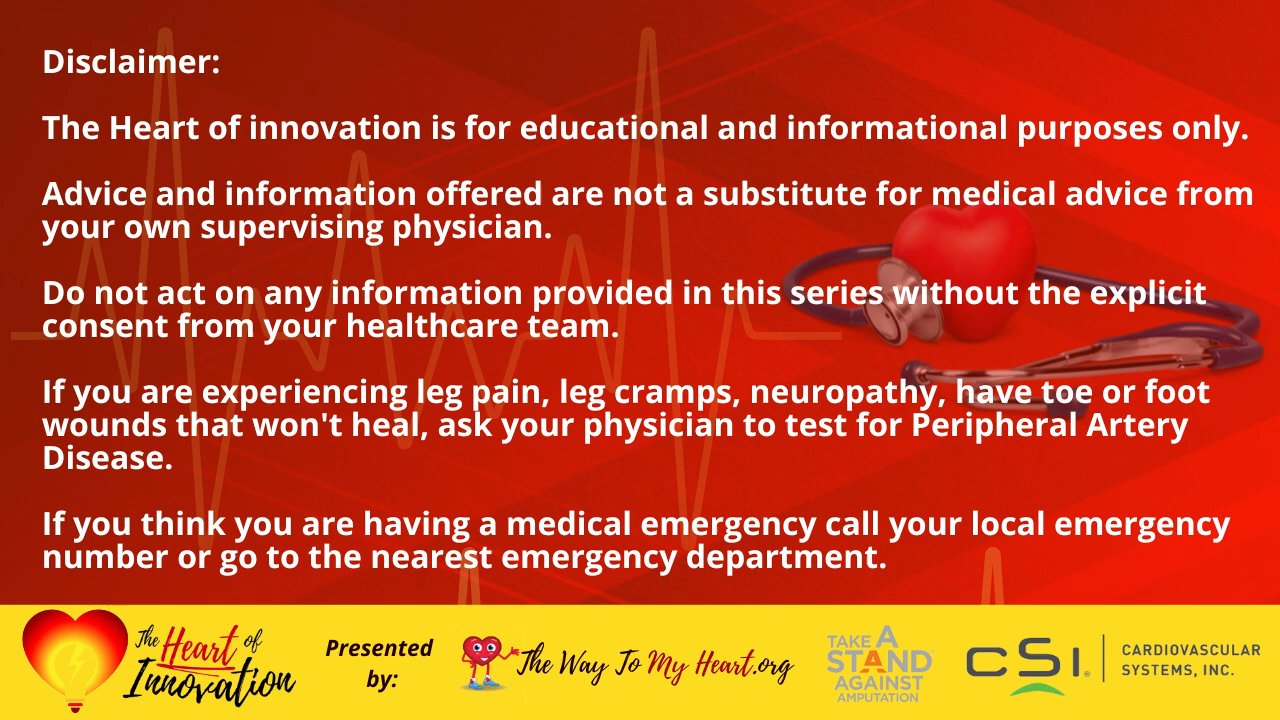 Disclaimer:
The Heart of innovation is for educational and informational purposes only.
Advice and information offered are not a substitute for medical advice from
your own supervising physician.
Do not act on any information provided in this series without the explicit
consent from your healthcare team.
If you are experiencing leg pain, leg cramps, neuropathy, have toe or foot
wounds that won't heal, ask your physician to test for Peripheral Artery
Disease.
If you think you are having a medical emergency call your local emergency
number or go to the nearest emergency department.
The Heart of
Innovation
Presented
by:
The Way To My Heart.org
TAKE A
STAND
AGAINST
AMPUTATION
CSI®
CARDIOVASCULAR
SYSTEMS, INC.